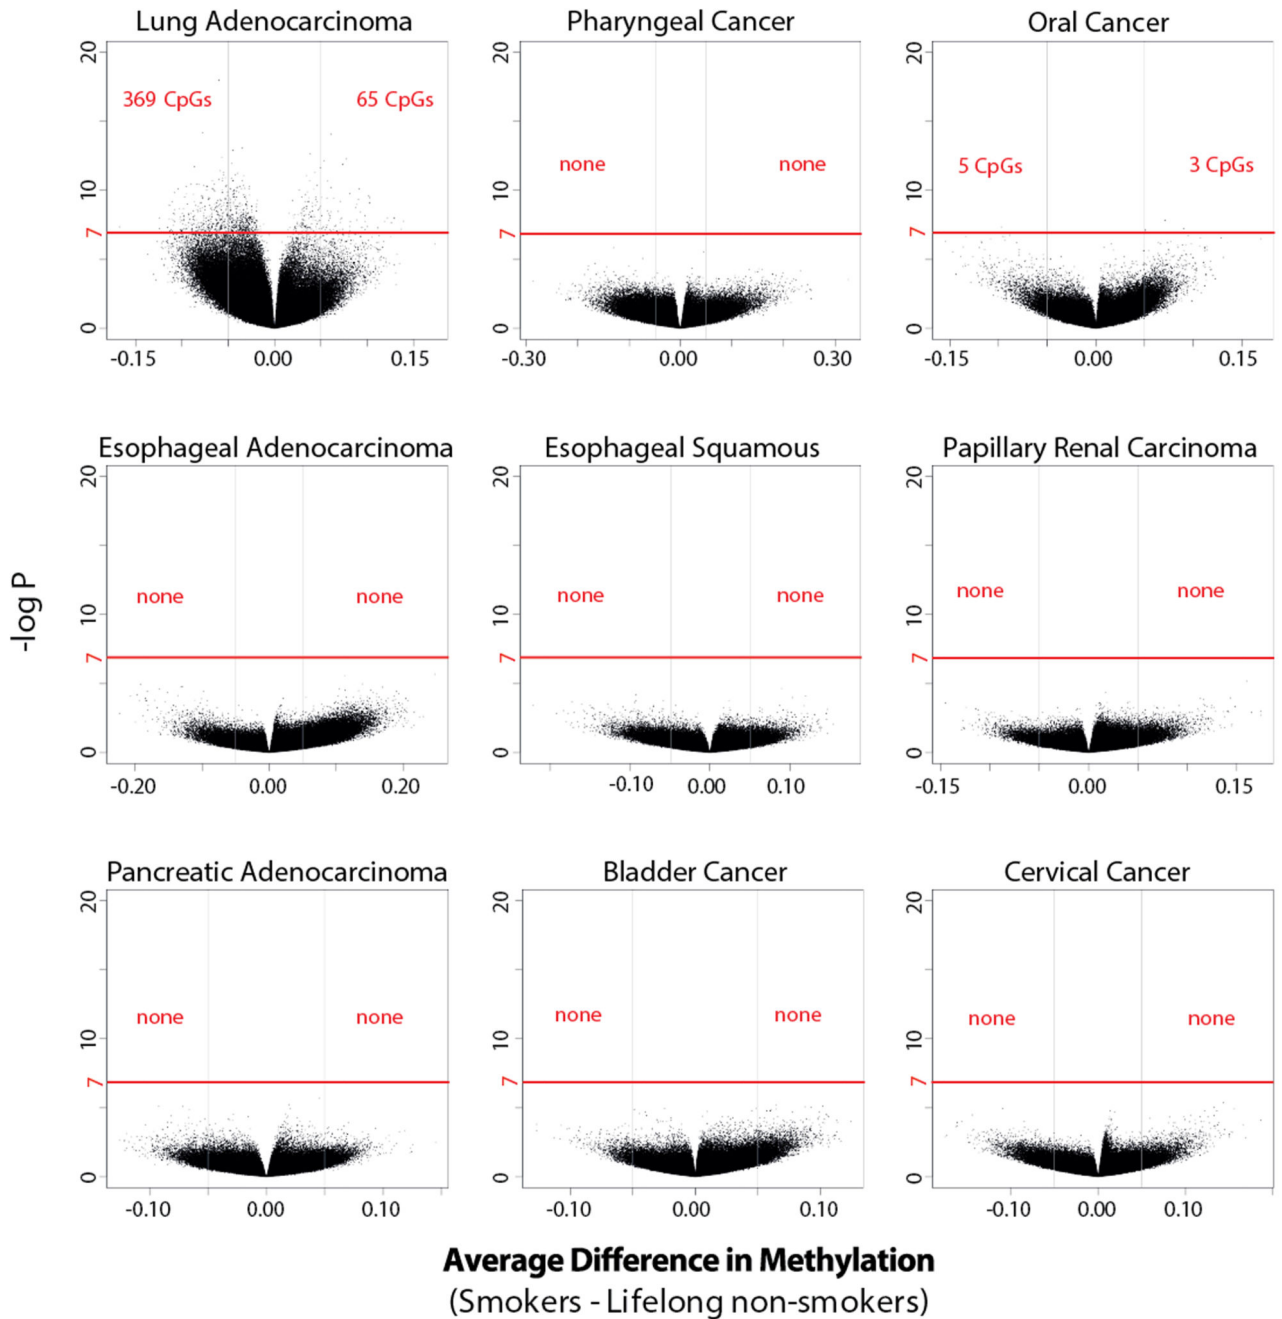 Lung Adenocarcinoma
Pharyngeal Cancer
Oral Cancer
20
369 CpGs
65 CpGs
10
7
0
-0.15 0.00 0.15
20
none
none
10
7
0
-0.30 0.00 0.30
20
5 CpGs
3 CpGs
10
7
0
-0.15 0.00 0.15
Esophageal Adenocarcinoma
Esophageal Squamous
Papillary Renal Carcinoma
-log P
20
none
none
10
7
0
-0.20 0.00 0.20
20
none
none
10
7
0
-0.10 0.00 0.10
20
none
none
10
7
0
-0.15 0.00 0.15
Pancreatic Adenocarcinoma
Bladder Cancer
Cervical Cancer
20
none
none
10
7
0
-0.10 0.00 0.10
20
none
none
10
7
0
-0.10 0.00 0.10
20
none
none
10
7
0
-0.10 0.00 0.10
Average Difference in Methylation
(Smokers - Lifelong non-smokers)